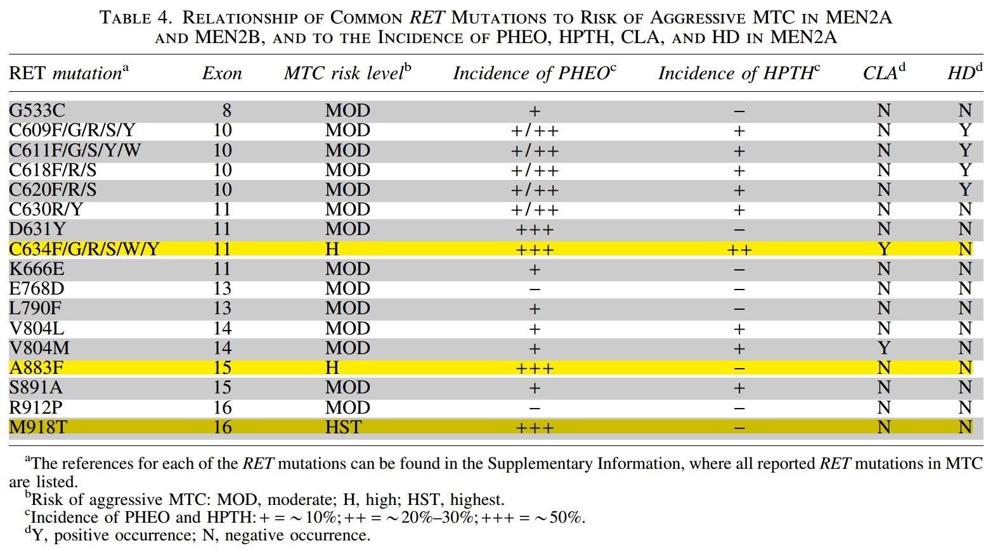 TABLE 4. RELATIONSHIP OF COMMON RET MUTATIONS TO RISK OF AGGRESSIVE MTC IN MEN2A
AND MEN2B, AND TO THE INCIDENCE OF PHEO, HPTH, CLA, AND HD IN MEN2A
RET mutationa Exon MTC risk levelb Incidence of PHEOc Incidence of HPTHc CLAd HDd
G533C 8 MOD + − N N
C609F/G/R/S/Y 10 MOD +/++ + N Y
C611F/G/S/Y/W 10 MOD +/++ + N Y
C618F/R/S 10 MOD +/++ + N Y
C620F/R/S 10 MOD +/++ + N Y
C630R/Y 11 MOD +/++ + N N
D631Y 11 MOD +++ − N N
C634F/G/R/S/W/Y 11 H +++ ++ Y N
K666E 11 MOD + − N N
E768D 13 MOD − − N N
L790F 13 MOD + − N N
V804L 14 MOD + + N N
V804M 14 MOD + + Y N
A883F 15 H +++ − N N
S891A 15 MOD + + N N
R912P 16 MOD − − N N
M918T 16 HST +++ − N N
aThe references for each of the RET mutations can be found in the Supplementary Information, where all reported RET mutations in MTC
are listed.
bRisk of aggressive MTC: MOD, moderate; H, high; HST, highest.
cIncidence of PHEO and HPTH: + = ~10%; ++ = ~20%–30%; +++ = ~50%.
dY, positive occurrence; N, negative occurrence.